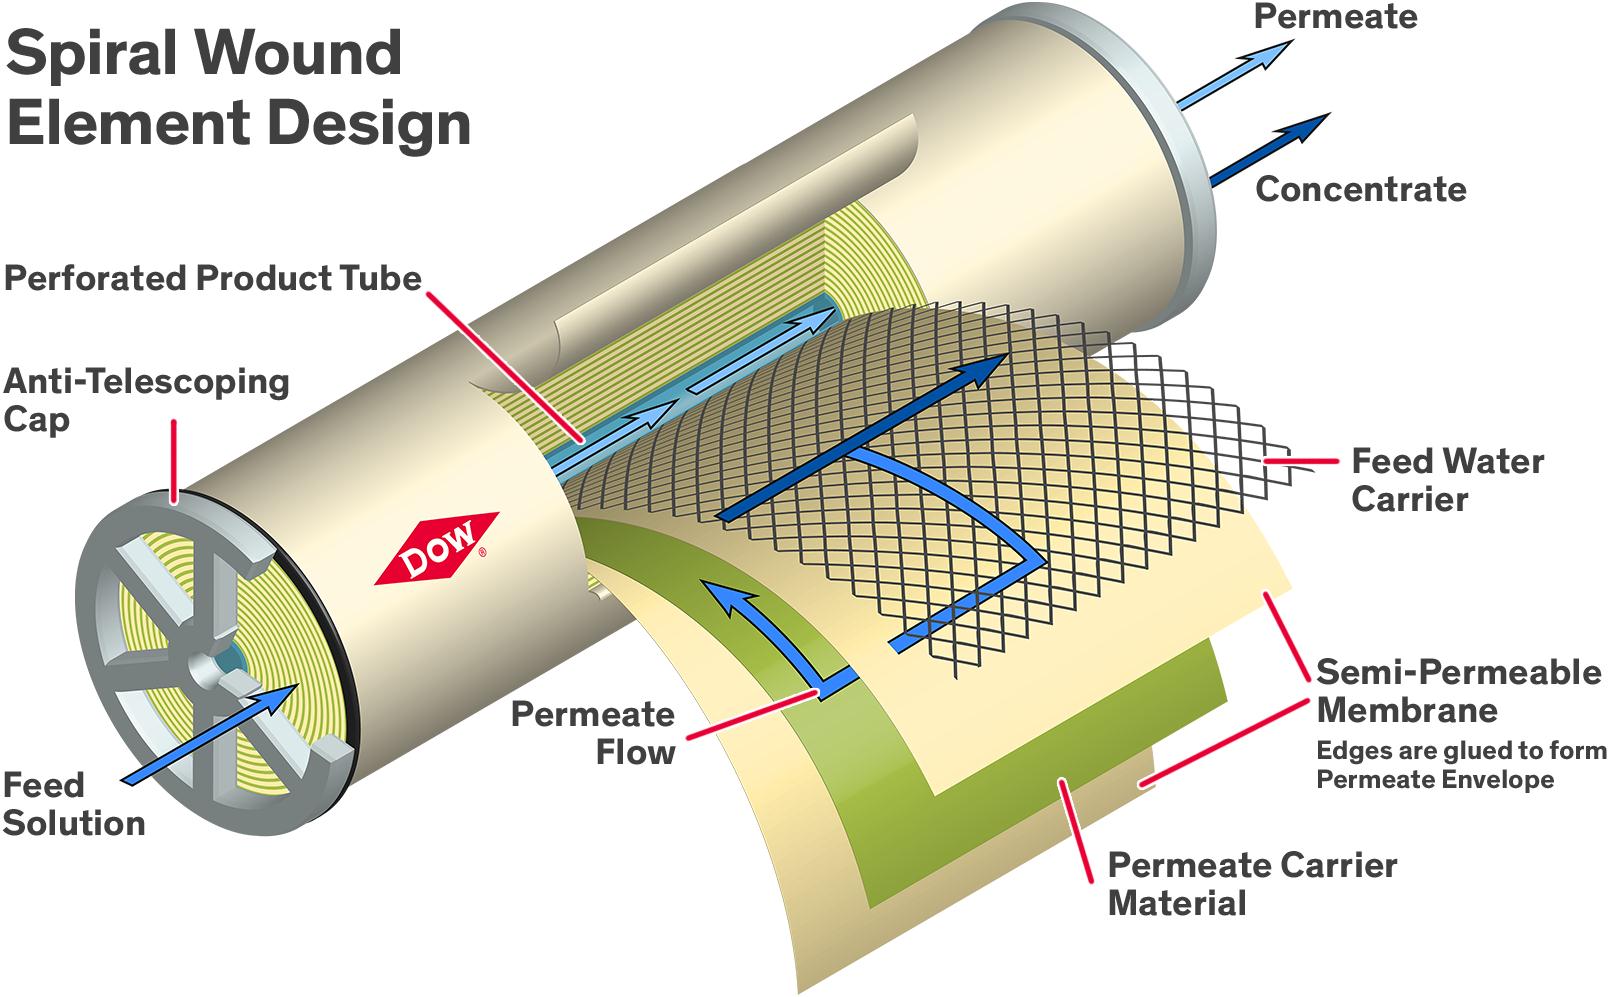 Spiral Wound
Element Design
Permeate
Concentrate
Perforated Product Tube
Anti-Telescoping
Cap
Feed Water
Carrier
DOW
®
Semi-Permeable
Membrane
Edges are glued to form
Permeate Envelope
Permeate
Flow
Feed
Solution
Permeate Carrier
Material